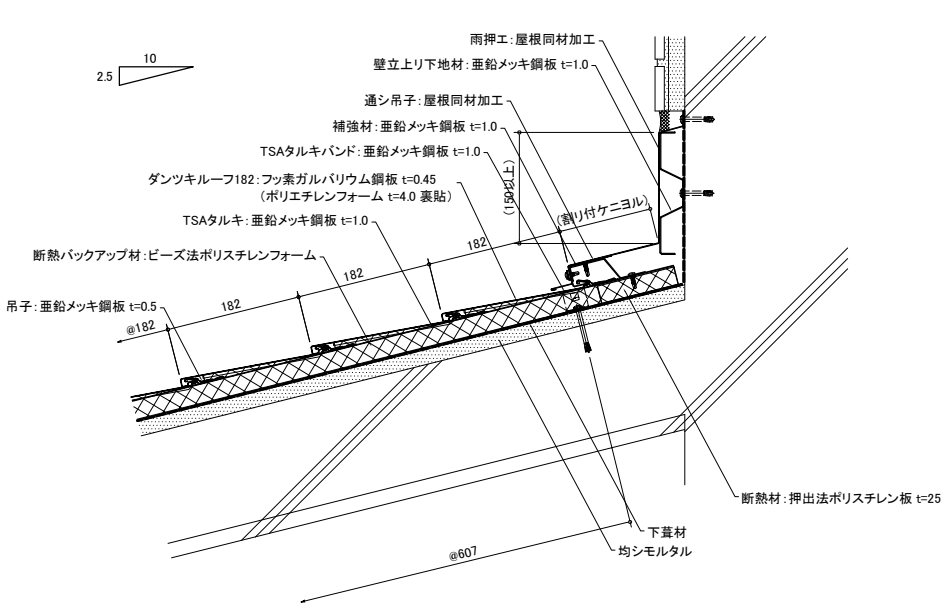 雨押エ:屋根同材加工
10
2.5
壁立上り下地材:亜鉛メッキ鋼板 t=1.0
通シ吊子:屋根同材加工
補強材:亜鉛メッキ鋼板 t=1.0
TSAタルキバンド:亜鉛メッキ鋼板 t=1.0
ダンツキルーフ182:フッ素ガルバリウム鋼板 t=0.45
(ポリエチレンフォーム t=4.0 裏貼)
(150以上)
(割り付ケニヨル)
TSAタルキ:亜鉛メッキ鋼板 t=1.0
182
断熱バックアップ材:ビーズ法ポリスチレンフォーム
182
182
吊子:亜鉛メッキ鋼板 t=0.5
@182
断熱材:押出法ポリスチレン板 t=25
下葺材
均シモルタル
@607